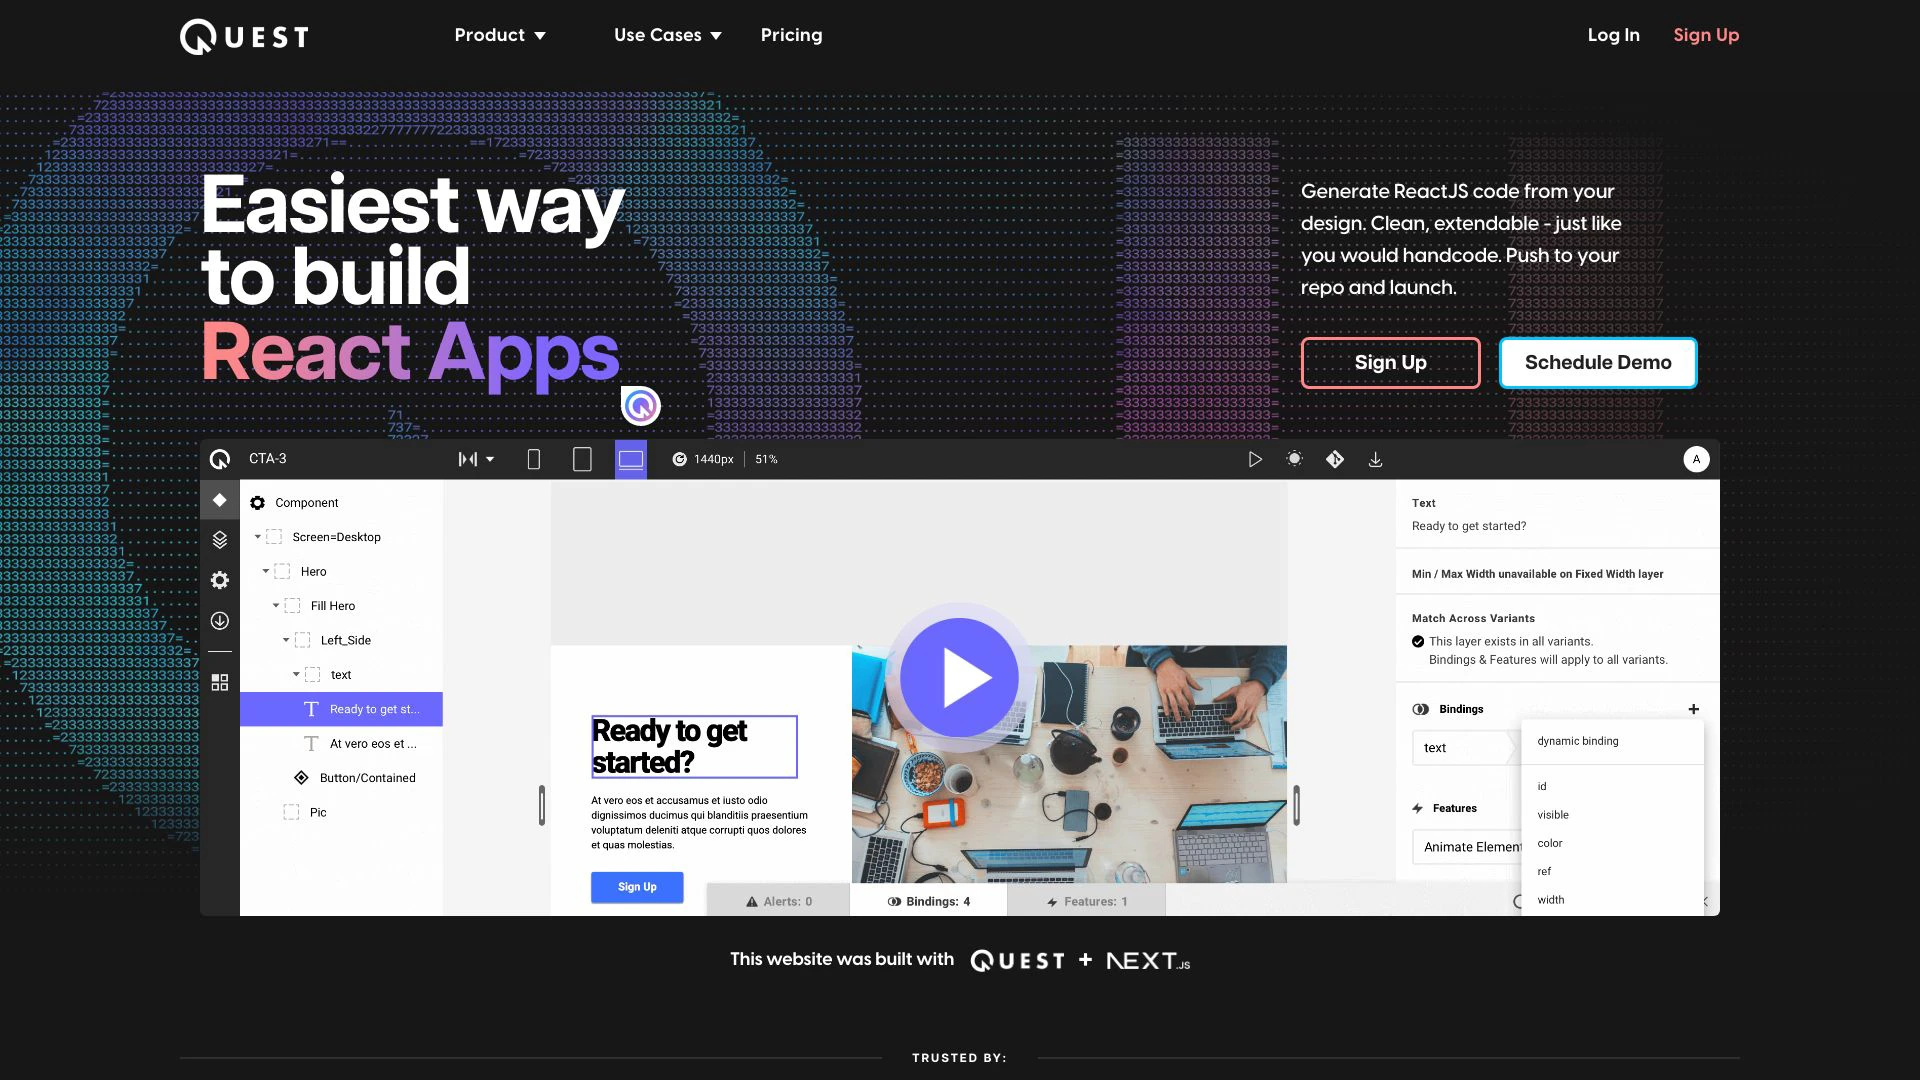 QUEST
Product
Use Cases
Pricing
Log In
Sign Up
Easiest way
to build
React Apps
Generate ReactJS code from your
design. Clean, extendable - just like
you would handcode. Push to your
repo and launch.
Sign Up
Schedule Demo
CTA-3
1440px
51%
A
Component
Screen=Desktop
Hero
Fill Hero
Left_Side
text
Ready to get st...
At vero eos et ...
Button/Contained
Pic
Ready to get
started?
At vero eos et accusamus et iusto odio
dignissimos ducimus qui blanditiis praesentium
voluptatum deleniti atque corrupti quos dolores
et quas molestias.
Sign Up
Alerts: 0
Bindings: 4
Features: 1
Text
Ready to get started?
Min / Max Width unavailable on Fixed Width layer
Match Across Variants
This layer exists in all variants.
Bindings & Features will apply to all variants.
Bindings
+
text
dynamic binding
id
visible
color
ref
width
Features
Animate Element
This website was built with QUEST + NEXT.JS
TRUSTED BY: